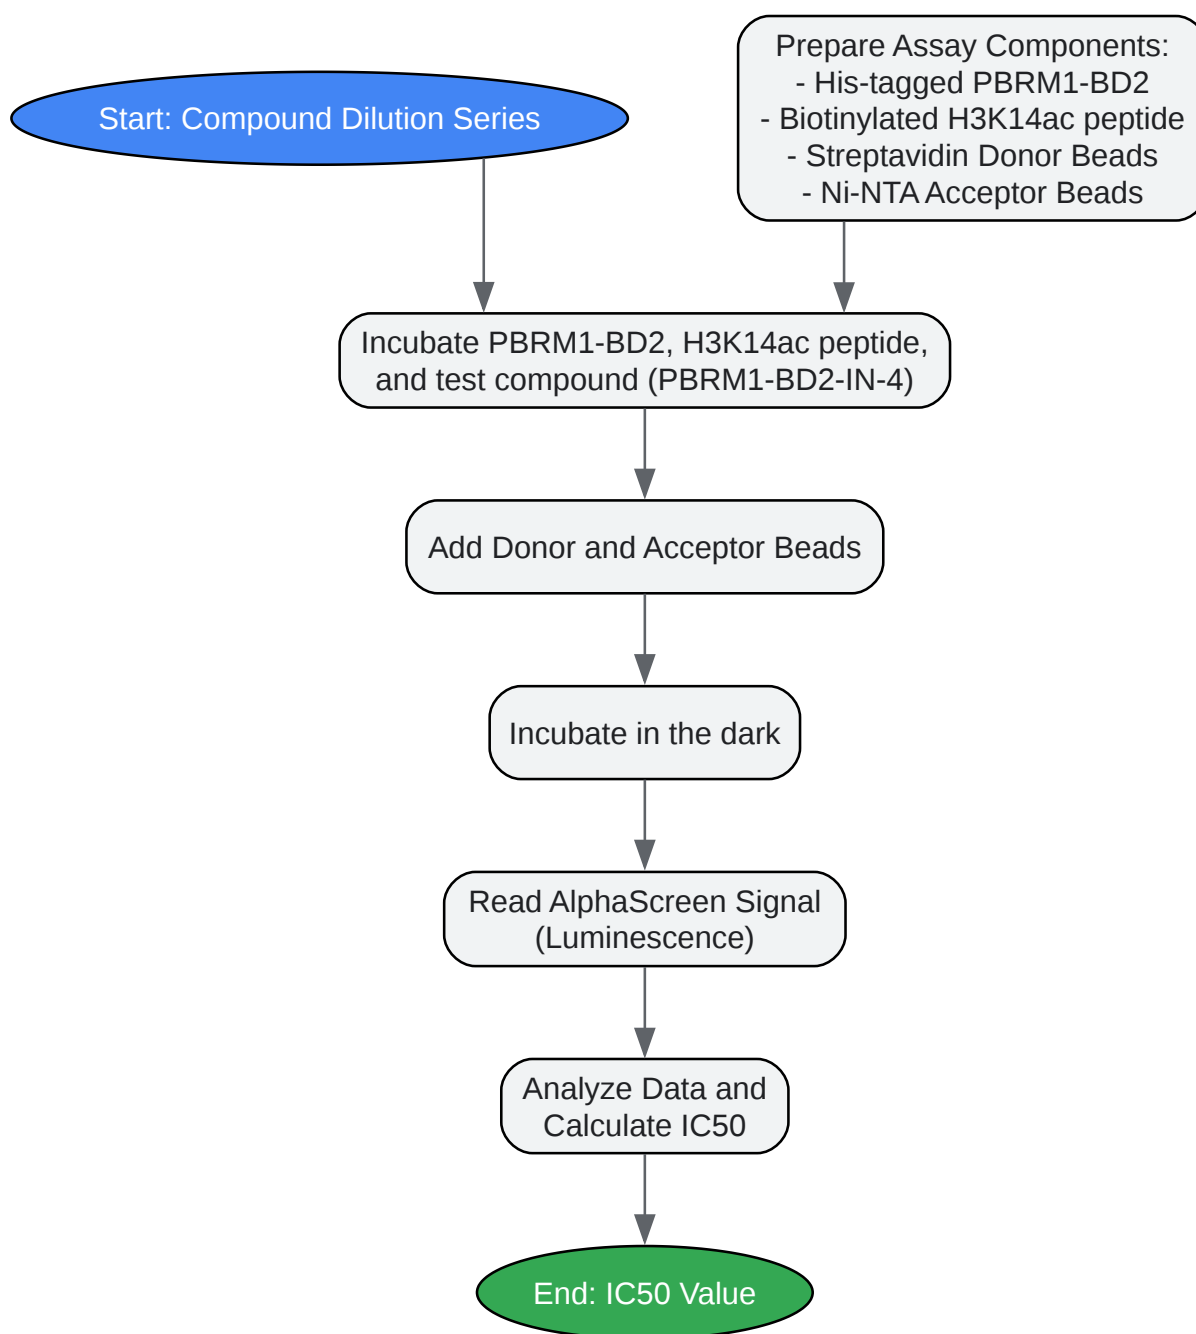 Start: Compound Dilution Series
Prepare Assay Components:
- His-tagged PBRM1-BD2
- Biotinylated H3K14ac peptide
- Streptavidin Donor Beads
- Ni-NTA Acceptor Beads
Incubate PBRM1-BD2, H3K14ac peptide,
and test compound (PBRM1-BD2-IN-4)
Add Donor and Acceptor Beads
Incubate in the dark
Read AlphaScreen Signal
(Luminescence)
Analyze Data and
Calculate IC50
End: IC50 Value